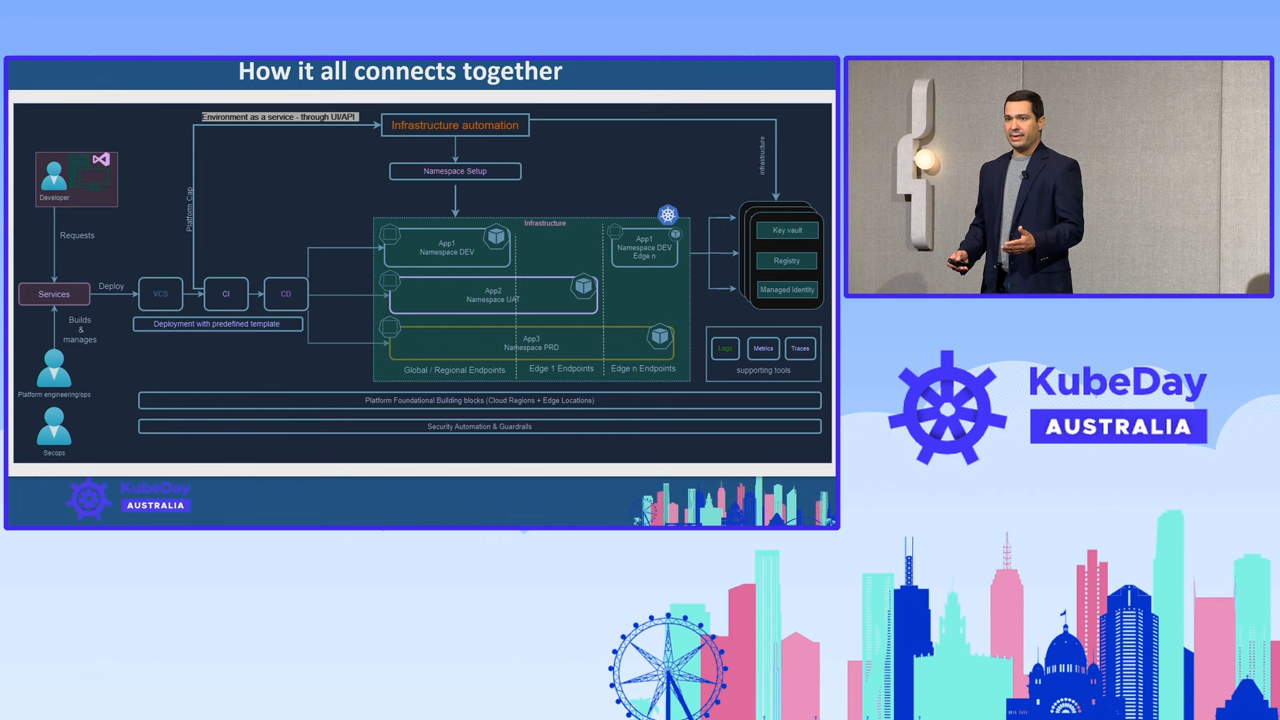 How it all connects together
Environment as a service - through UI/API
Infrastructure automation
Infrastructure
Namespace Setup
Developer
Platform Cap
Requests
Infrastructure
App1
Namespace DEV
App1
Namespace DEV
Edge n
Key vault
Registry
Managed Identity
Services
Deploy
VCS
CI
CD
App2
Namespace UAT
Deployment with predefined template
Builds
&
manages
App3
Namespace PRD
Global / Regional Endpoints
Edge 1 Endpoints
Edge n Endpoints
Logs
Metrics
Traces
supporting tools
Platform engineering/ops
Platform Foundational Building blocks (Cloud Regions + Edge Locations)
Security Automation & Guardrails
Secops
KubeDay
AUSTRALIA
KubeDay
AUSTRALIA